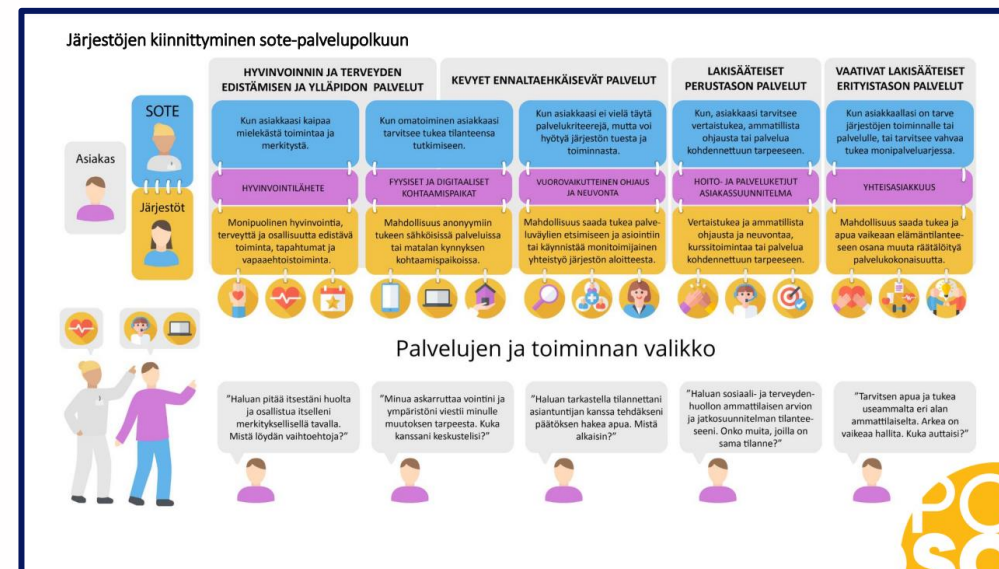 Järjestöjen kiinnittyminen sote-palvelupolkuun
HYVINVOINNIN JA TERVEYDEN
EDISTÄMISEN JA YLLÄPIDON PALVELUT
KEVYET ENNALTAEHKÄISEVÄT PALVELUT
LAKISÄÄTEISET
PERUSTASON PALVELUT
VAATIVAT LAKISÄÄTEISET
ERITYISTASON PALVELUT
Asiakas
SOTE
Järjestöt
Kun asiakkaasi kaipaa
mielekästä toimintaa ja
merkitystä.
Kun omatoiminen asiakkaasi
tarvitsee tukea tilanteensa
tutkimiseen.
Kun asiakkaasi ei vielä täytä
palvelukriteerejä, mutta voi
hyötyä järjestön tuesta ja
toiminnasta.
Kun, asiakkaasi tarvitsee
vertaistukea, ammatillista
ohjausta tai palvelua
kohdennettuun tarpeeseen.
Kun asiakkaallasi on tarve
järjestöjen toiminnalle tai
palvelulle, tai tarvitset vahvaa
tukea monipalveluarjessa.
HYVINVOINTILÄHETE
FYYSISET JA DIGITAALISET
KOHTAAMISPAIKAT
VUOROVAIKUTTEINEN OHJAUS
JA NEUVONTA
HOITO- JA PALVELUKETJUT
ASIAKASSUUNNITELMA
YHTEISASIAKKUUS
Monipuolinen hyvinvointia,
terveyttä ja osallisuutta edistävä
toiminta, tapahtumat ja
vapaaehtoistoiminta.
Mahdollisuus anonyymiin
tukeen sähköisissä palveluissa
tai matalan kynnyksen
kohtaamispaikoissa.
Mahdollisuus saada tukea palve-
luväylien etsimiseen ja asiointiin
tai käynnistää monitoimijainen
yhteistyö järjestön aloitteesta.
Vertaistukea ja ammatillista
ohjausta ja neuvontaa,
kurssitoimintaa tai palvelua
kohdennettuun tarpeeseen.
Mahdollisuus saada tukea ja
apua vaikeaan elämäntilantee-
seen osana muuta räätälöityä
palvelukokonaisuutta.
Palvelujen ja toiminnan valikko
"Haluan pitää itsestäni huolta
ja osallistua itselleni
merkityksellisellä tavalla.
Mistä löydän vaihtoehtoja?"
"Minua askarruttaa vointini ja
ympäristöni viestii minulle
muutoksen tarpeesta. Kuka
kanssani keskustelisi?"
"Haluan tarkastella tilannettani
asiantuntijan kanssa tehdäkseni
päätöksen hakea apua. Mistä
alkaisin?"
"Haluan sosiaali- ja terveyden-
huollon ammattilaisen arvion
ja jatkosuunnitelman tilantee-
seeni. Onko muita, joilla on
sama tilanne?"
"Tarvitsen apua ja tukea
useammalta eri alan
ammattilaiselta. Arkea on
vaikeaa hallita. Kuka auttaisi?"